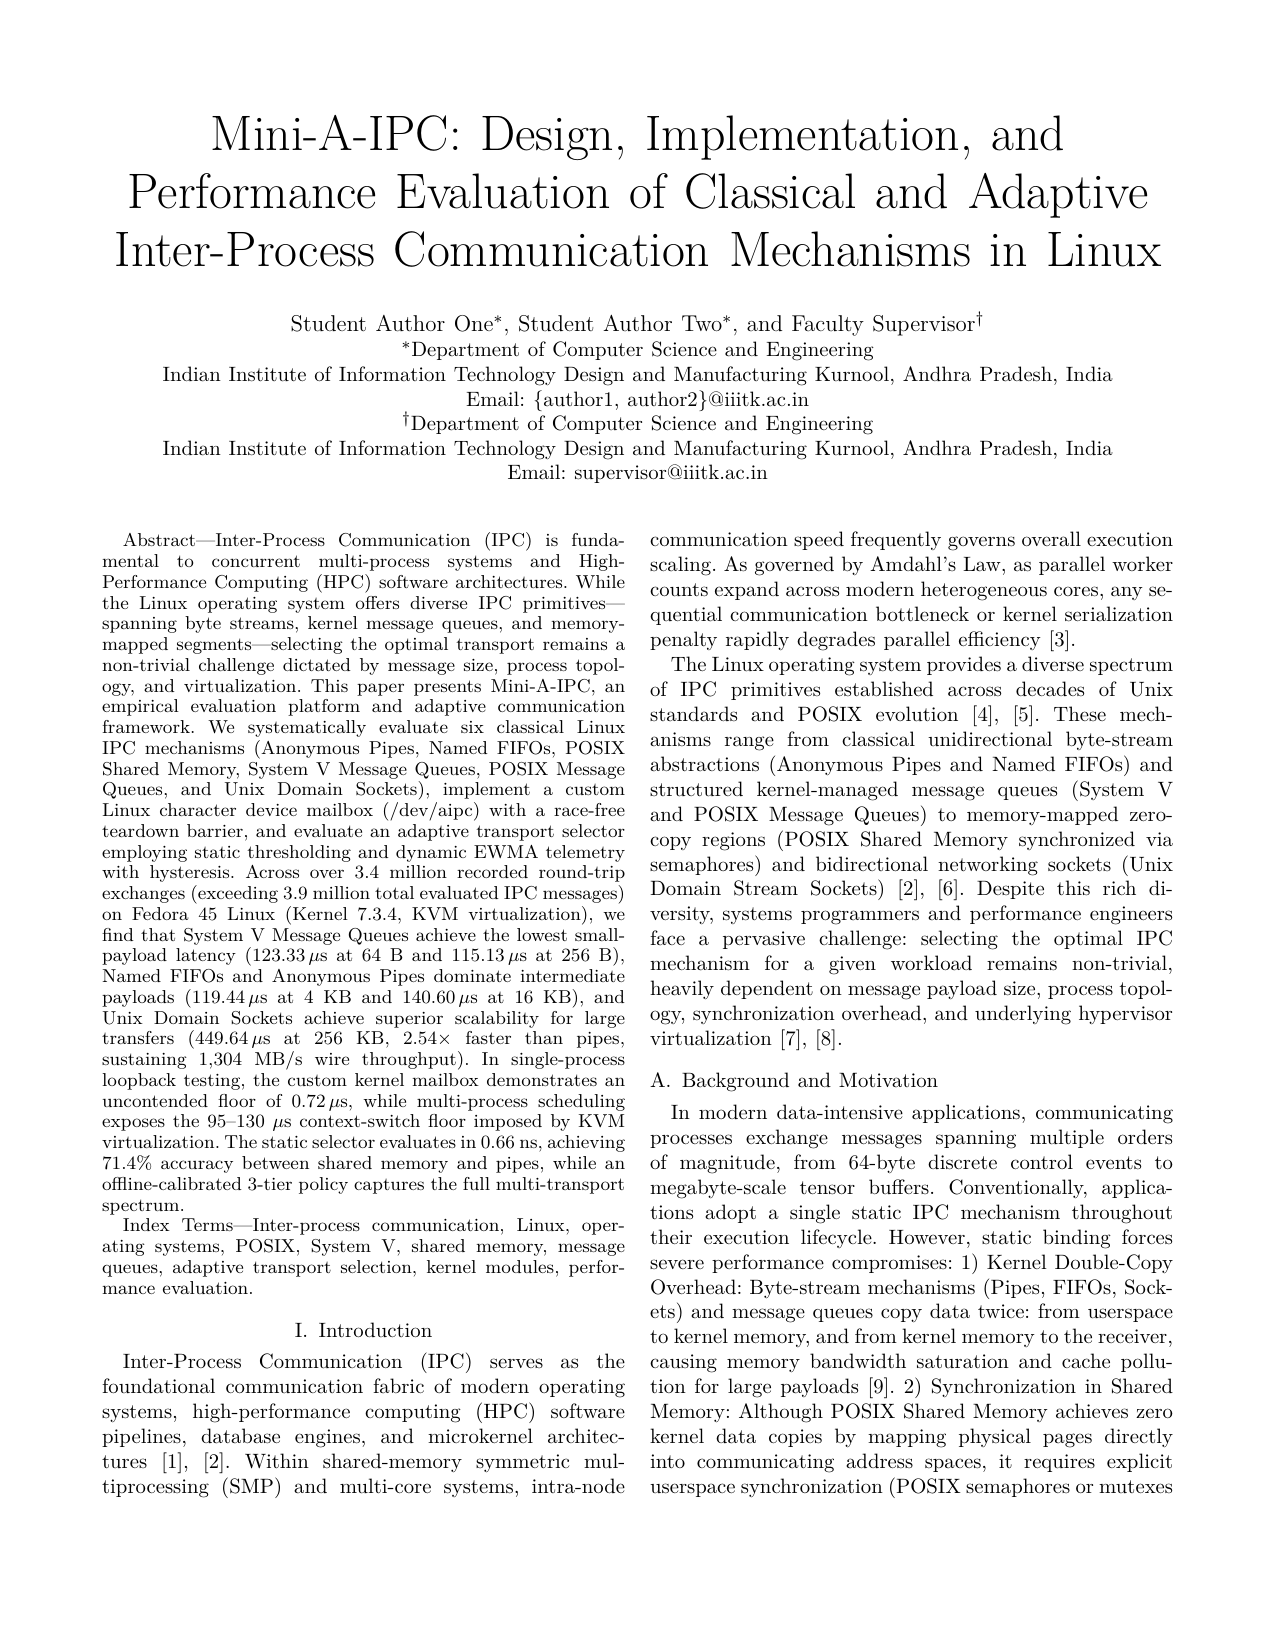 Mini-A-IPC: Design, Implementation, and
Performance Evaluation of Classical and Adaptive
Inter-Process Communication Mechanisms in Linux
Student Author One*, Student Author Two*, and Faculty Supervisor†
*Department of Computer Science and Engineering
Indian Institute of Information Technology Design and Manufacturing Kurnool, Andhra Pradesh, India
Email: {author1, author2}@iiitk.ac.in
†Department of Computer Science and Engineering
Indian Institute of Information Technology Design and Manufacturing Kurnool, Andhra Pradesh, India
Email: supervisor@iiitk.ac.in
Abstract—Inter-Process Communication (IPC) is funda-
mental to concurrent multi-process systems and High-
Performance Computing (HPC) software architectures. While
the Linux operating system offers diverse IPC primitives—
spanning byte streams, kernel message queues, and memory-
mapped segments—selecting the optimal transport remains a
non-trivial challenge dictated by message size, process topol-
ogy, and virtualization. This paper presents Mini-A-IPC, an
empirical evaluation platform and adaptive communication
framework. We systematically evaluate six classical Linux
IPC mechanisms (Anonymous Pipes, Named FIFOs, POSIX
Shared Memory, System V Message Queues, POSIX Message
Queues, and Unix Domain Sockets), implement a custom
Linux character device mailbox (/dev/aipc) with a race-free
teardown barrier, and evaluate an adaptive transport selector
employing static thresholding and dynamic EWMA telemetry
with hysteresis. Across over 3.4 million recorded round-trip
exchanges (exceeding 3.9 million total evaluated IPC messages)
on Fedora 45 Linux (Kernel 7.3.4, KVM virtualization), we
find that System V Message Queues achieve the lowest small-
payload latency (123.33 μs at 64 B and 115.13 μs at 256 B),
Named FIFOs and Anonymous Pipes dominate intermediate
payloads (119.44 μs at 4 KB and 140.60 μs at 16 KB), and
Unix Domain Sockets achieve superior scalability for large
transfers (449.64 μs at 256 KB, 2.54× faster than pipes,
sustaining 1,304 MB/s wire throughput). In single-process
loopback testing, the custom kernel mailbox demonstrates an
uncontended floor of 0.72 μs, while multi-process scheduling
exposes the 95–130 μs context-switch floor imposed by KVM
virtualization. The static selector evaluates in 0.66 ns, achieving
71.4% accuracy between shared memory and pipes, while an
offline-calibrated 3-tier policy captures the full multi-transport
spectrum.
Index Terms—Inter-process communication, Linux, oper-
ating systems, POSIX, System V, shared memory, message
queues, adaptive transport selection, kernel modules, perfor-
mance evaluation.
I. Introduction
Inter-Process Communication (IPC) serves as the
foundational communication fabric of modern operating
systems, high-performance computing (HPC) software
pipelines, database engines, and microkernel architec-
tures [1], [2]. Within shared-memory symmetric mul-
tiprocessing (SMP) and multi-core systems, intra-node
communication speed frequently governs overall execution
scaling. As governed by Amdahl's Law, as parallel worker
counts expand across modern heterogeneous cores, any se-
quential communication bottleneck or kernel serialization
penalty rapidly degrades parallel efficiency [3].
The Linux operating system provides a diverse spectrum
of IPC primitives established across decades of Unix
standards and POSIX evolution [4], [5]. These mech-
anisms range from classical unidirectional byte-stream
abstractions (Anonymous Pipes and Named FIFOs) and
structured kernel-managed message queues (System V
and POSIX Message Queues) to memory-mapped zero-
copy regions (POSIX Shared Memory synchronized via
semaphores) and bidirectional networking sockets (Unix
Domain Stream Sockets) [2], [6]. Despite this rich di-
versity, systems programmers and performance engineers
face a pervasive challenge: selecting the optimal IPC
mechanism for a given workload remains non-trivial,
heavily dependent on message payload size, process topol-
ogy, synchronization overhead, and underlying hypervisor
virtualization [7], [8].
A. Background and Motivation
In modern data-intensive applications, communicating
processes exchange messages spanning multiple orders
of magnitude, from 64-byte discrete control events to
megabyte-scale tensor buffers. Conventionally, applica-
tions adopt a single static IPC mechanism throughout
their execution lifecycle. However, static binding forces
severe performance compromises: 1) Kernel Double-Copy
Overhead: Byte-stream mechanisms (Pipes, FIFOs, Sock-
ets) and message queues copy data twice: from userspace
to kernel memory, and from kernel memory to the receiver,
causing memory bandwidth saturation and cache pollu-
tion for large payloads [9]. 2) Synchronization in Shared
Memory: Although POSIX Shared Memory achieves zero
kernel data copies by mapping physical pages directly
into communicating address spaces, it requires explicit
userspace synchronization (POSIX semaphores or mutexes